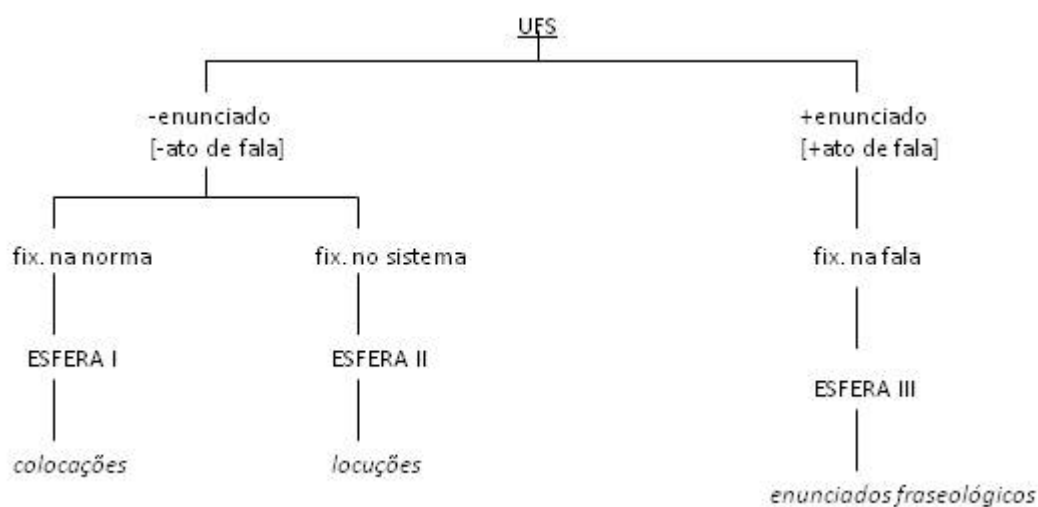 UFS
-enunciado
[-ato de fala]
+enunciado
[+ato de fala]
fix. na norma
fix. no sistema
fix. na fala
ESFERA I
ESFERA II
ESFERA III
colocações
locuções
enunciados fraseológicos